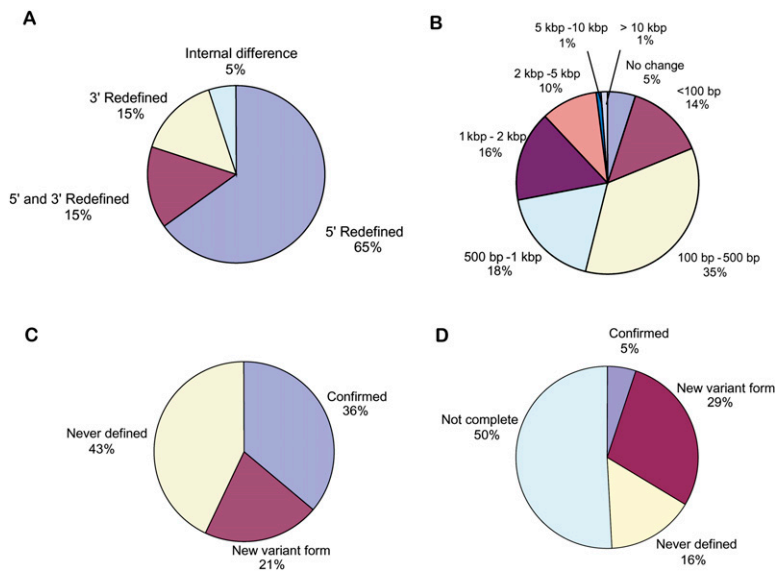 A
Internal difference
5%
3' Redefined
15%
5' and 3' Redefined
15%
5' Redefined
65%
B
5 kbp -10 kbp
1%
> 10 kbp
1%
No change
5%
2 kbp -5 kbp
10%
<100 bp
14%
1 kbp - 2 kbp
16%
500 bp -1 kbp
18%
100 bp -500 bp
35%
C
Confirmed
36%
Never defined
43%
New variant form
21%
D
Confirmed
5%
New variant form
29%
Not complete
50%
Never defined
16%